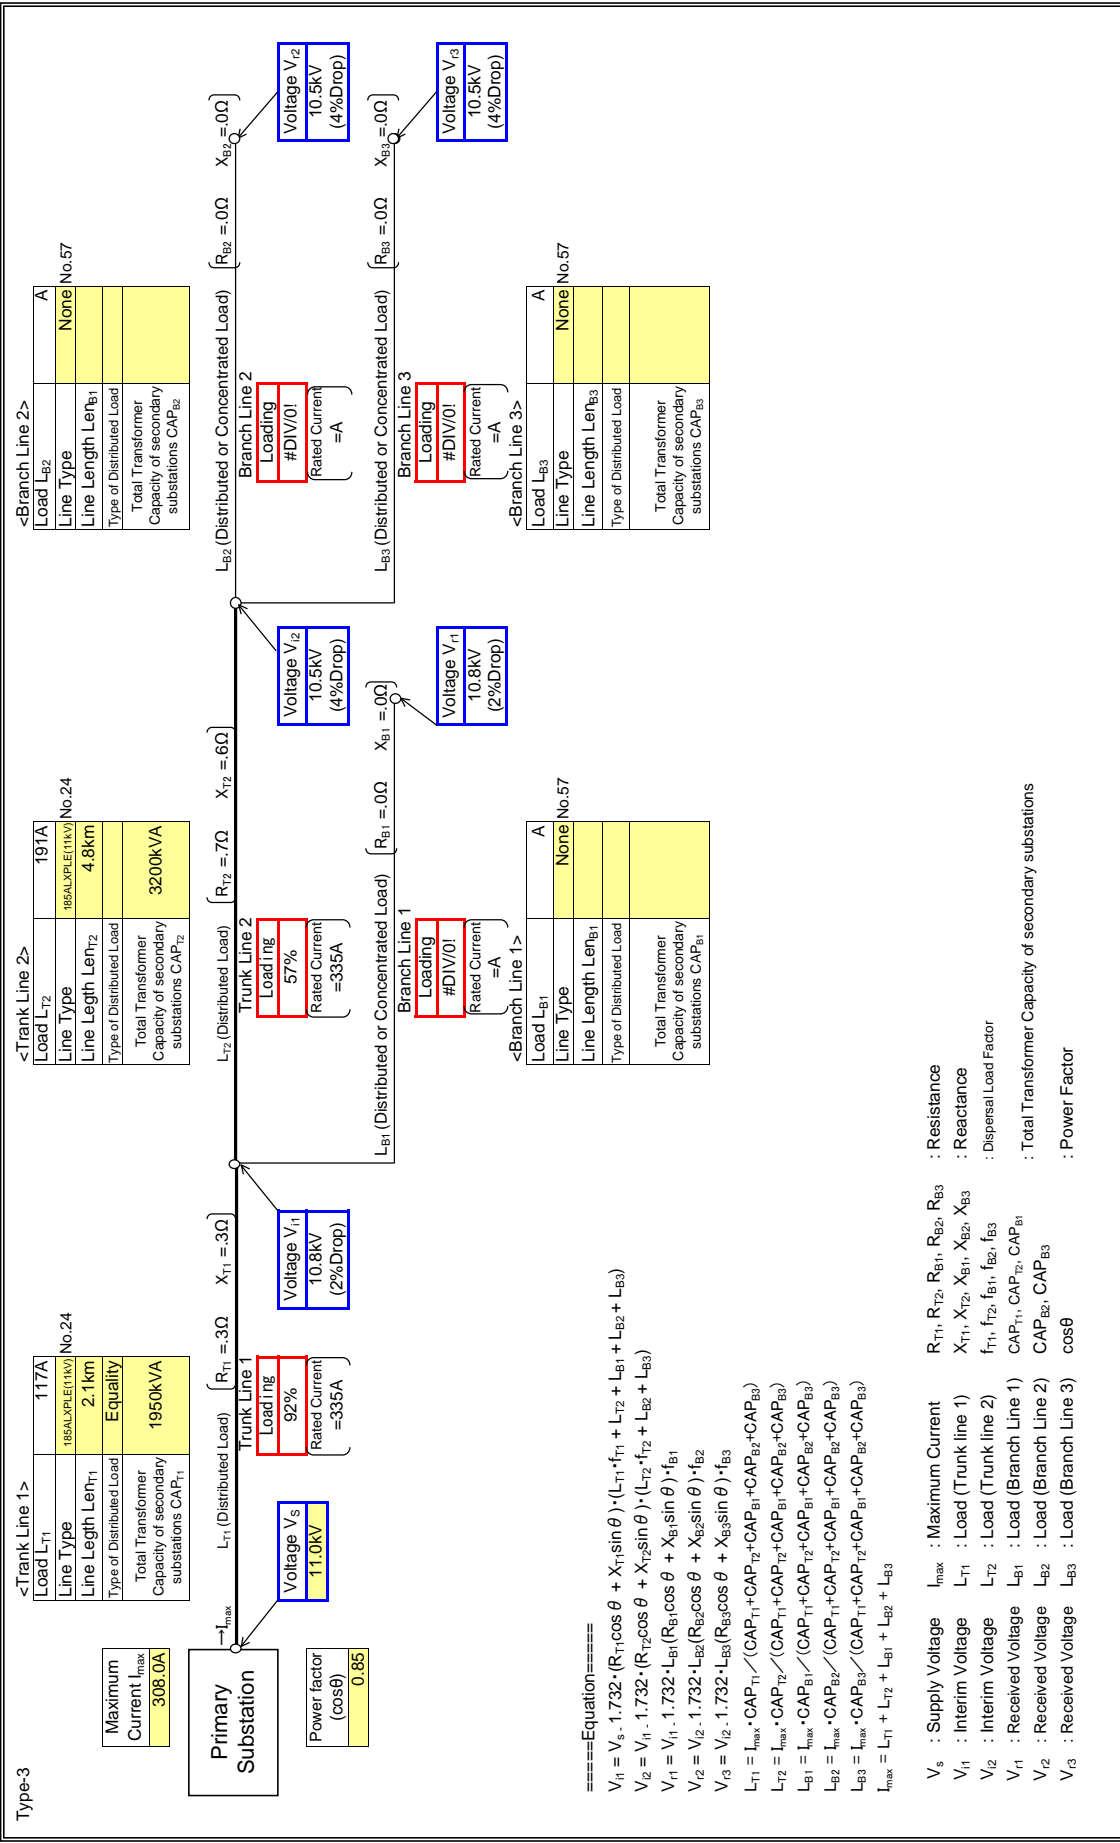 Type-3
Maximum
Current Imax
308.0A
Power factor
(cosθ)
0.85
Primary
Substation
→Imax
Voltage Vs
11.0kV
<Trank Line 1>
Load LT1 117A
Line Type 185ALXPLE(11kV) No.24
Line Legth LenT1 2.1km
Type of Distributed Load Equality
Total Transformer
Capacity of secondary
substations CAPT1
1950kVA
LT1 (Distributed Load)
RT1 =.3Ω XT1 =.3Ω
Trunk Line 1
Loading
92%
Rated Current
=335A
Voltage Vi1
10.8kV
(2%Drop)
<Trank Line 2>
Load LT2 191A
Line Type 185ALXPLE(11kV) No.24
Line Legth LenT2 4.8km
Type of Distributed Load
Total Transformer
Capacity of secondary
substations CAPT2
3200kVA
LT2 (Distributed Load)
RT2 =.7Ω XT2 =.6Ω
Trunk Line 2
Loading
57%
Rated Current
=335A
Voltage Vi2
10.5kV
(4%Drop)
LB1 (Distributed or Concentrated Load)
RB1 =.0Ω XB1 =.0Ω
Branch Line 1
Loading
#DIV/0!
Rated Current
=A
Voltage Vr1
10.8kV
(2%Drop)
<Branch Line 1>
Load LB1 A
Line Type None No.57
Line Length LenB1
Type of Distributed Load
Total Transformer
Capacity of secondary
substations CAPB1
<Branch Line 2>
Load LB2 A
Line Type None No.57
Line Length LenB1
Type of Distributed Load
Total Transformer
Capacity of secondary
substations CAPB2
LB2 (Distributed or Concentrated Load)
RB2 =.0Ω XB2 =.0Ω
Branch Line 2
Loading
#DIV/0!
Rated Current
=A
Voltage Vr2
10.5kV
(4%Drop)
LB3 (Distributed or Concentrated Load)
RB3 =.0Ω XB3 =.0Ω
Branch Line 3
Loading
#DIV/0!
Rated Current
=A
Voltage Vr3
10.5kV
(4%Drop)
<Branch Line 3>
Load LB3 A
Line Type None No.57
Line Length LenB3
Type of Distributed Load
Total Transformer
Capacity of secondary
substations CAPB3
=====Equation=====
Vi1 = Vs - 1.732・(RT1cos θ + XT1sin θ)・(LT1・fT1 + LT2 + LB1 + LB2 + LB3)
Vi2 = Vi1 - 1.732・(RT2cos θ + XT2sin θ)・(LT2・fT2 + LB2 + LB3)
Vr1 = Vi1 - 1.732・LB1(RB1cos θ + XB1sin θ)・fB1
Vr2 = Vi2 - 1.732・LB2(RB2cos θ + XB2sin θ)・fB2
Vr3 = Vi2 - 1.732・LB3(RB3cos θ + XB3sin θ)・fB3
LT1 = Imax・CAPT1／(CAPT1+CAPT2+CAPB1+CAPB2+CAPB3)
LT2 = Imax・CAPT2／(CAPT1+CAPT2+CAPB1+CAPB2+CAPB3)
LB1 = Imax・CAPB1／(CAPT1+CAPT2+CAPB1+CAPB2+CAPB3)
LB2 = Imax・CAPB2／(CAPT1+CAPT2+CAPB1+CAPB2+CAPB3)
LB3 = Imax・CAPB3／(CAPT1+CAPT2+CAPB1+CAPB2+CAPB3)
Imax = LT1 + LT2 + LB1 + LB2 + LB3
Vs : Supply Voltage Imax : Maximum Current RT1, RT2, RB1, RB2, RB3 : Resistance
Vi1 : Interim Voltage LT1 : Load (Trunk line 1) XT1, XT2, XB1, XB2, XB3 : Reactance
Vi2 : Interim Voltage LT2 : Load (Trunk line 2) fT1, fT2, fB1, fB2, fB3 : Dispersal Load Factor
Vr1 : Received Voltage LB1 : Load (Branch Line 1) CAPT1, CAPT2, CAPB1
Vr2 : Received Voltage LB2 : Load (Branch Line 2) CAPB2, CAPB3 : Total Transformer Capacity of secondary substations
Vr3 : Received Voltage LB3 : Load (Branch Line 3) cosθ : Power Factor